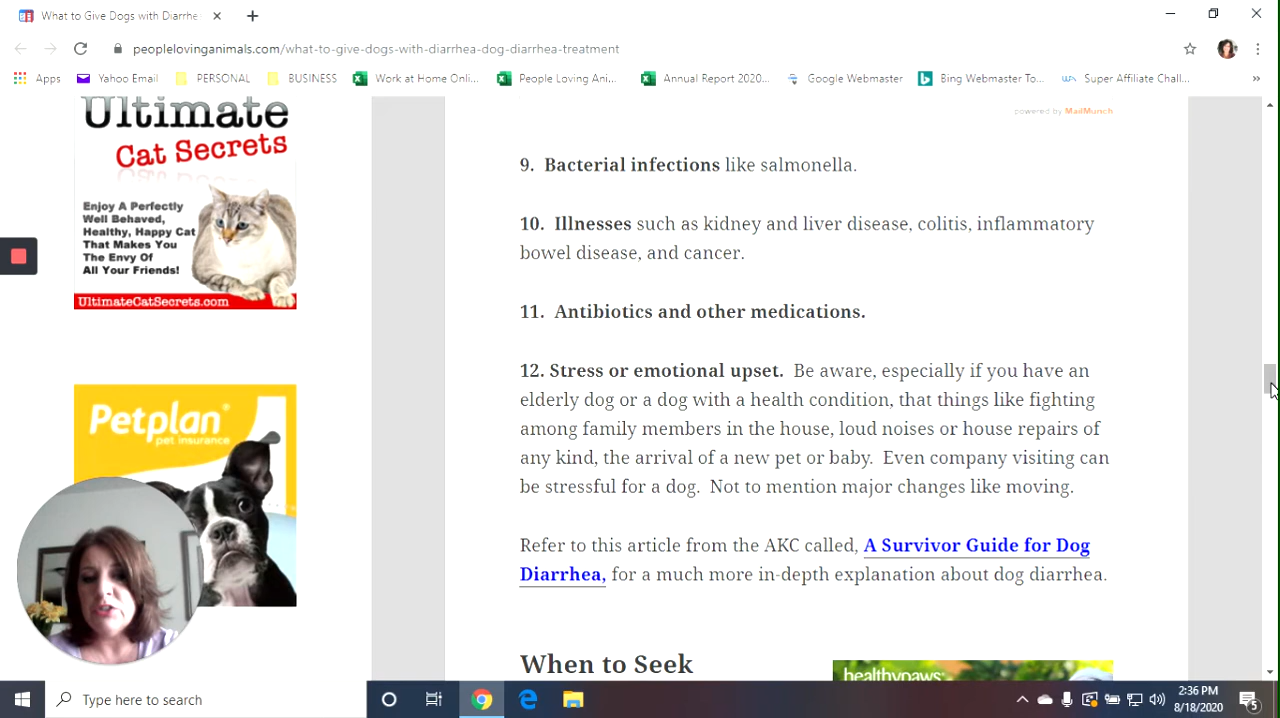 What to Give Dogs with Diarrhe
peoplelovinganimals.com/what-to-give-dogs-with-diarrhea-dog-diarrhea-treatment
Apps
Yahoo Email
PERSONAL
BUSINESS
Work at Home Onli...
People Loving Ani...
Annual Report 2020...
Google Webmaster
Bing Webmaster To...
Super Affiliate Chall...
Ultimate
Cat Secrets
Enjoy A Perfectly
Well Behaved,
Healthy, Happy Cat
That Makes You
The Envy Of
All Your Friends!
UltimateCatSecrets.com
Petplan®
pet insurance
powered by MailMunch
9. Bacterial infections like salmonella.
10. Illnesses such as kidney and liver disease, colitis, inflammatory
bowel disease, and cancer.
11. Antibiotics and other medications.
12. Stress or emotional upset. Be aware, especially if you have an
elderly dog or a dog with a health condition, that things like fighting
among family members in the house, loud noises or house repairs of
any kind, the arrival of a new pet or baby. Even company visiting can
be stressful for a dog. Not to mention major changes like moving.
Refer to this article from the AKC called, A Survivor Guide for Dog
Diarrhea, for a much more in-depth explanation about dog diarrhea.
When to Seek
healthypaws
Type here to search
2:36 PM
8/18/2020
5